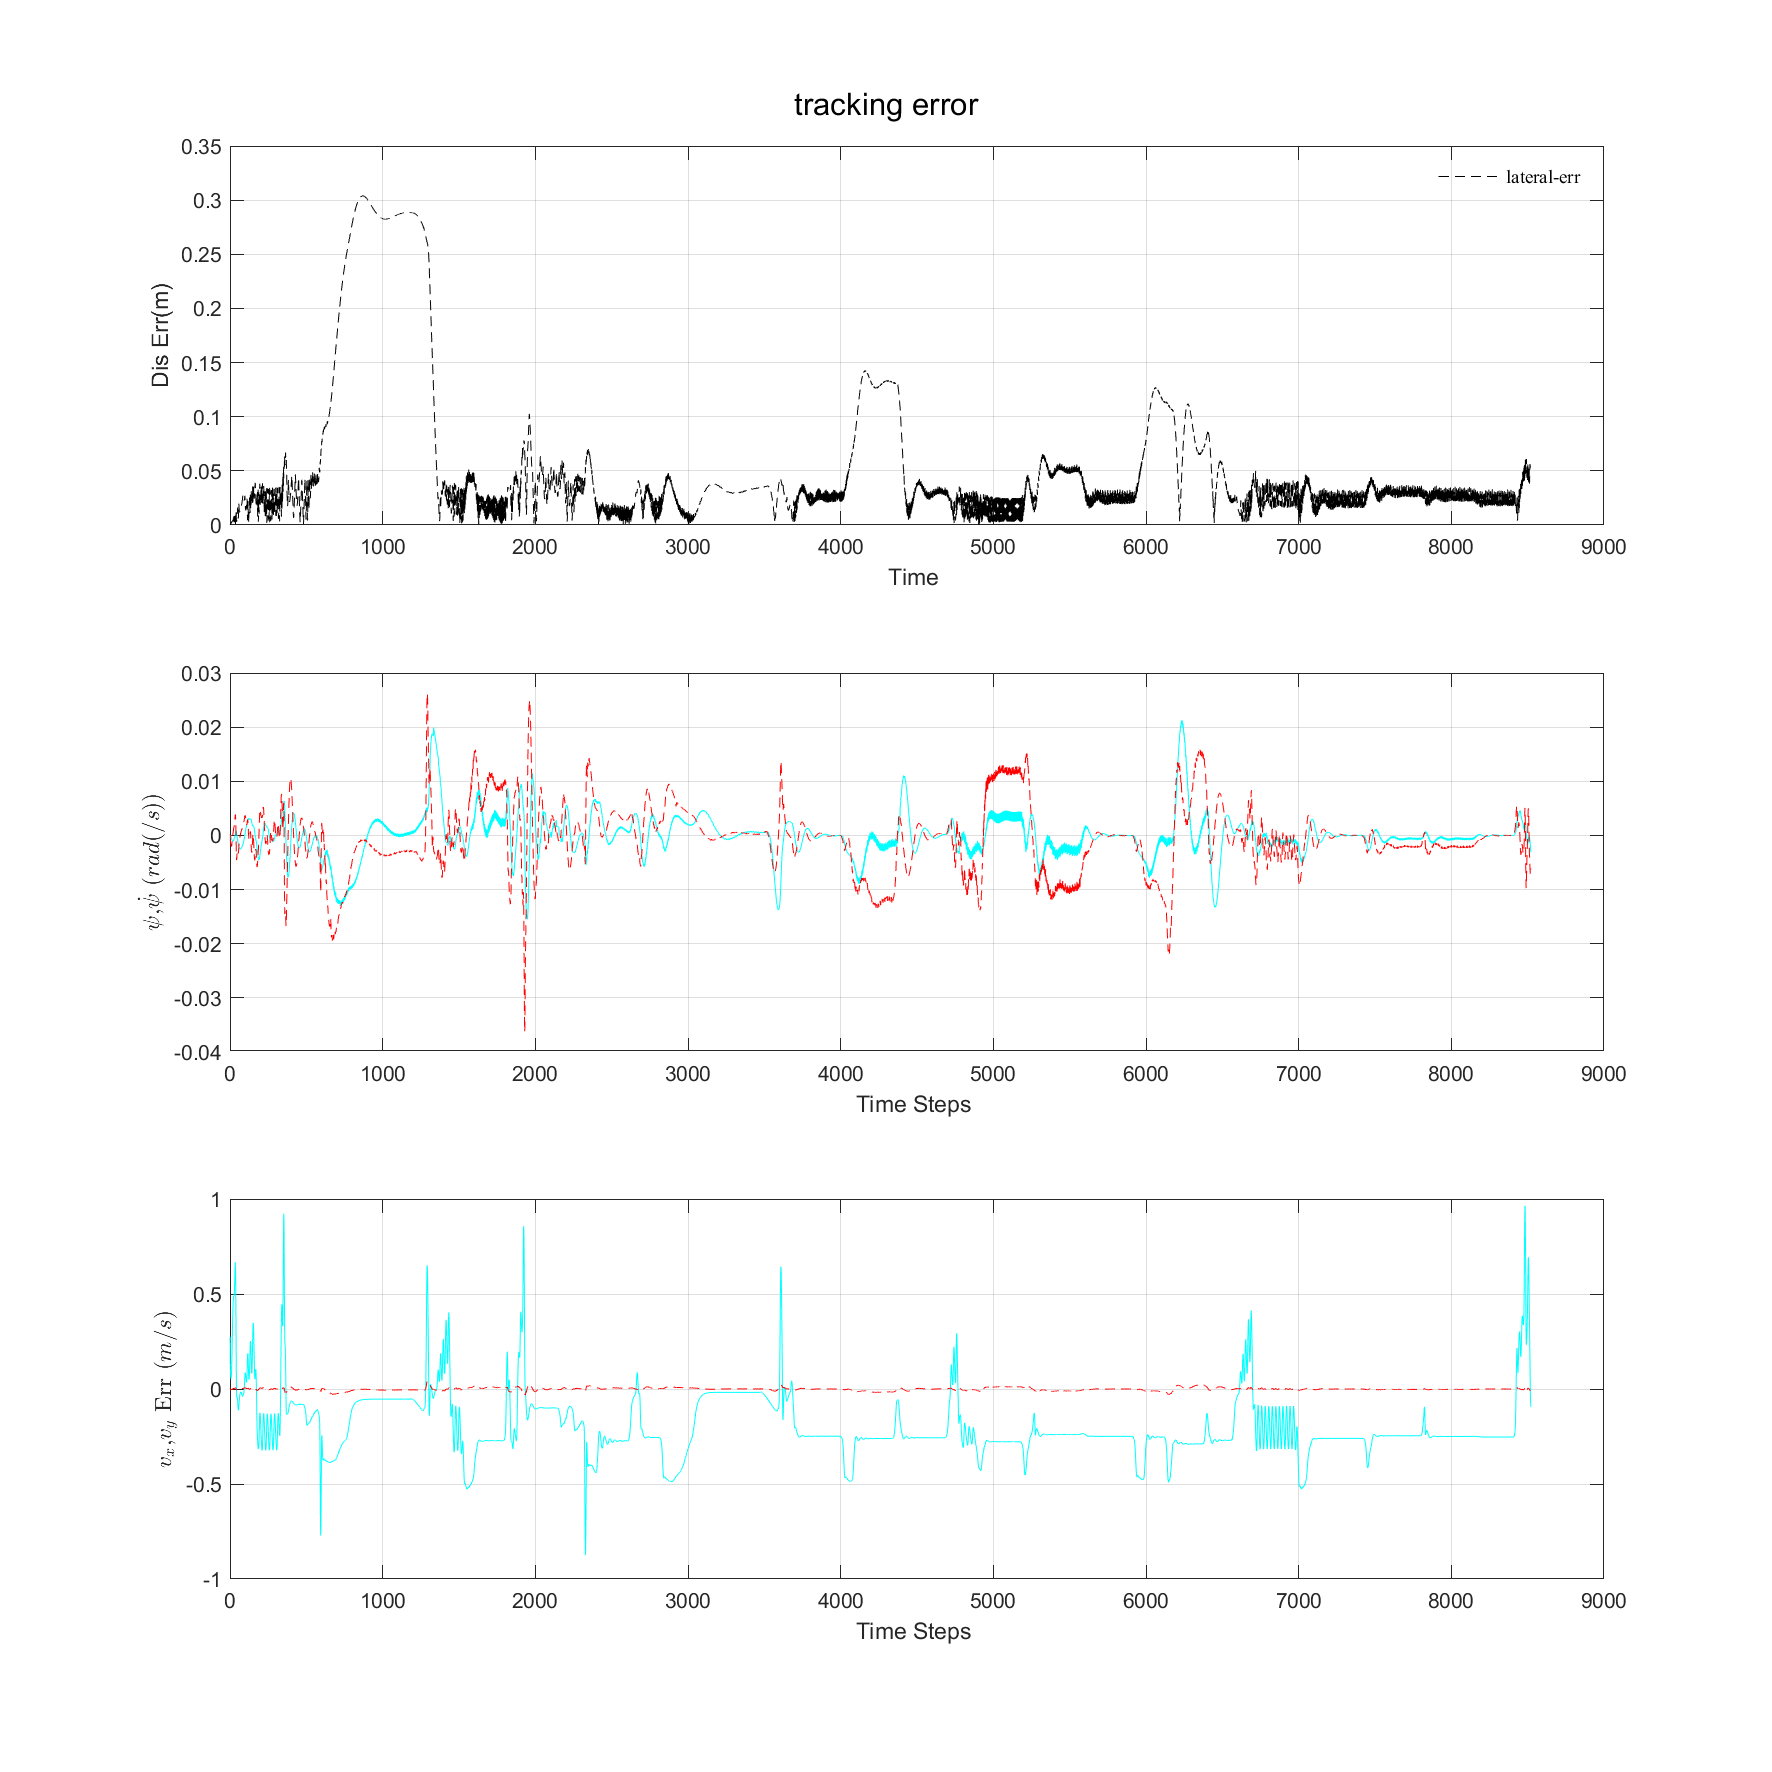 tracking error
0.35
0.3
0.25
0.2
0.15
0.1
0.05
0
Dis Err(m)
lateral-err
0 1000 2000 3000 4000 5000 6000 7000 8000 9000
Time
0.03
0.02
0.01
0
-0.01
-0.02
-0.03
-0.04
ψ,ψ̇ (rad(/s))
0 1000 2000 3000 4000 5000 6000 7000 8000 9000
Time Steps
1
0.5
0
-0.5
-1
vₓ,v_y Err (m/s)
0 1000 2000 3000 4000 5000 6000 7000 8000 9000
Time Steps